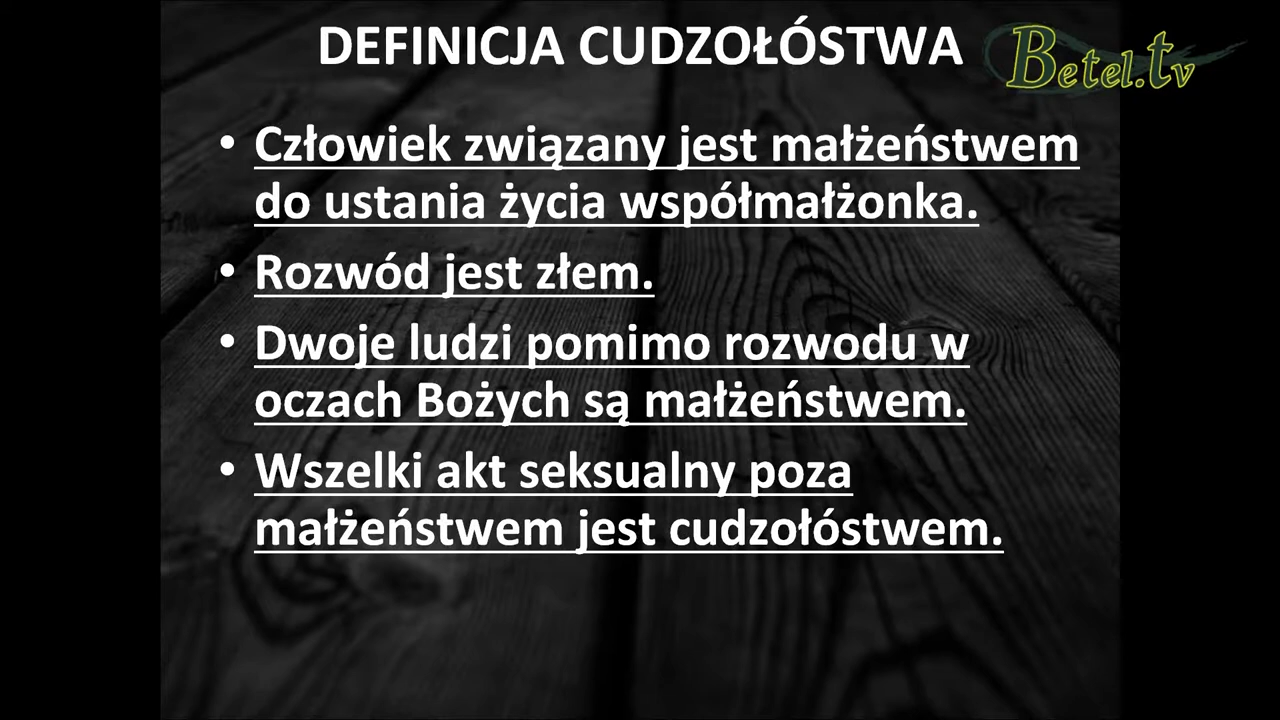 DEFINICJA CUDZOŁÓSTWA
Betel.tv
• Człowiek związany jest małżeństwem
do ustania życia współmałżonka.
• Rozwód jest złem.
• Dwoje ludzi pomimo rozwodu w
oczach Bożych są małżeństwem.
• Wszelki akt seksualny poza
małżeństwem jest cudzołóstwem.